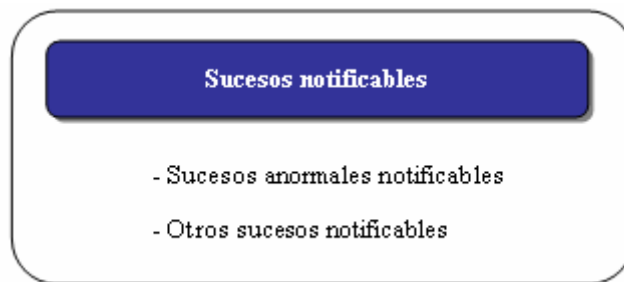 Sucesos notificables
- Sucesos anormales notificables
- Otros sucesos notificables